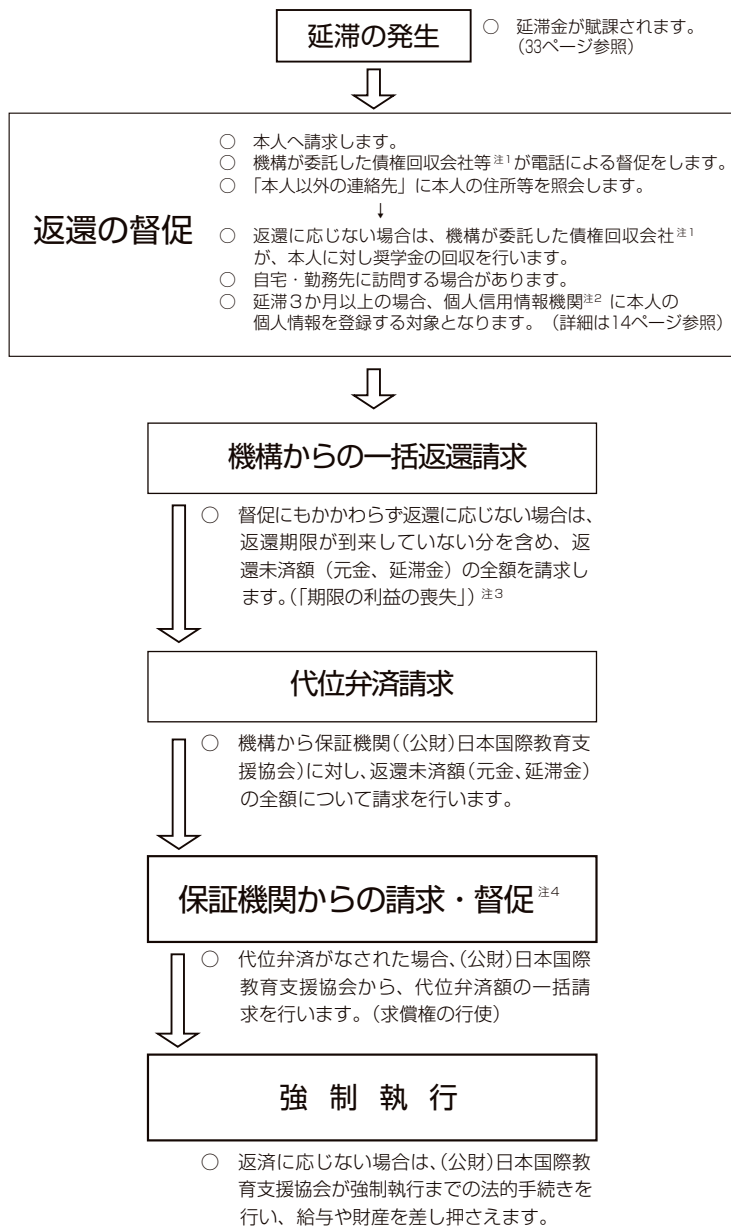 延滞の発生
○ 延滞金が賦課されます。
(33ページ参照)
返還の督促
○ 本人へ請求します。
○ 機構が委託した債権回収会社等注1が電話による督促をします。
○ 「本人以外の連絡先」に本人の住所等を照会します。
↓
○ 返還に応じない場合は、機構が委託した債権回収会社注1
が、本人に対し奨学金の回収を行います。
○ 自宅・勤務先に訪問する場合があります。
○ 延滞3か月以上の場合、個人信用情報機関注2に本人の
個人情報を登録する対象となります。（詳細は14ページ参照）
機構からの一括返還請求
○ 督促にもかかわらず返還に応じない場合は、
返還期限が到来していない分を含め、返
還未済額（元金、延滞金）の全額を請求し
ます。(「期限の利益の喪失」) 注3
代位弁済請求
○ 機構から保証機関((公財)日本国際教育支
援協会)に対し、返還未済額(元金、延滞金)
の全額について請求を行います。
保証機関からの請求・督促注4
○ 代位弁済がなされた場合、(公財)日本国際
教育支援協会から、代位弁済額の一括請
求を行います。(求償権の行使)
強 制 執 行
○ 返済に応じない場合は、(公財)日本国際教
育支援協会が強制執行までの法的手続きを
行い、給与や財産を差し押さえます。